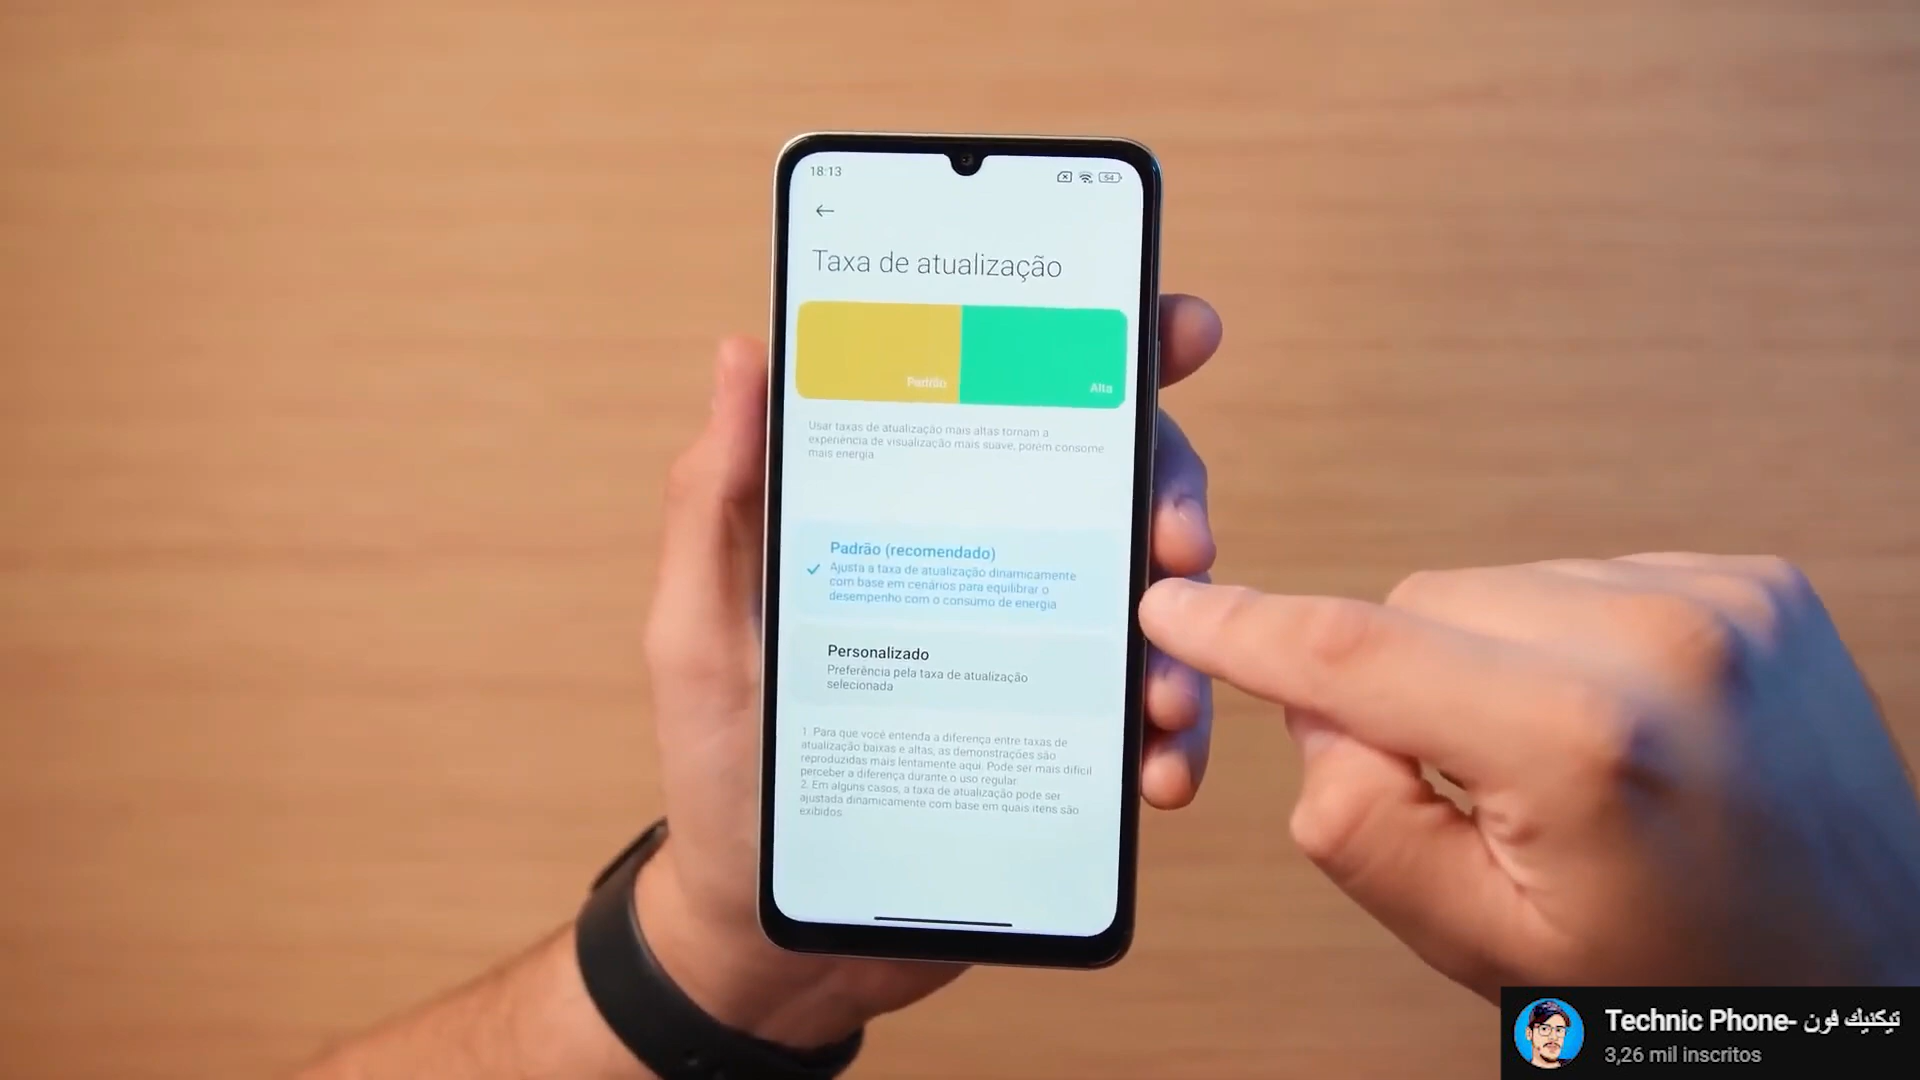 18:13
54
Taxa de atualização
Padrão
Alta
Usar taxas de atualização mais altas tornam a
experiência de visualização mais suave, porém consome
mais energia
Padrão (recomendado)
Ajusta a taxa de atualização dinamicamente
com base em cenários para equilibrar o
desempenho com o consumo de energia
Personalizado
Preferência pela taxa de atualização
selecionada
1. Para que você entenda a diferença entre taxas de
atualização baixas e altas, as demonstrações são
reproduzidas mais lentamente aqui. Pode ser mais difícil
perceber a diferença durante o uso regular.
2. Em alguns casos, a taxa de atualização pode ser
ajustada dinamicamente com base em quais itens são
exibidos
Technic Phone- تيكنيك فون
3,26 mil inscritos